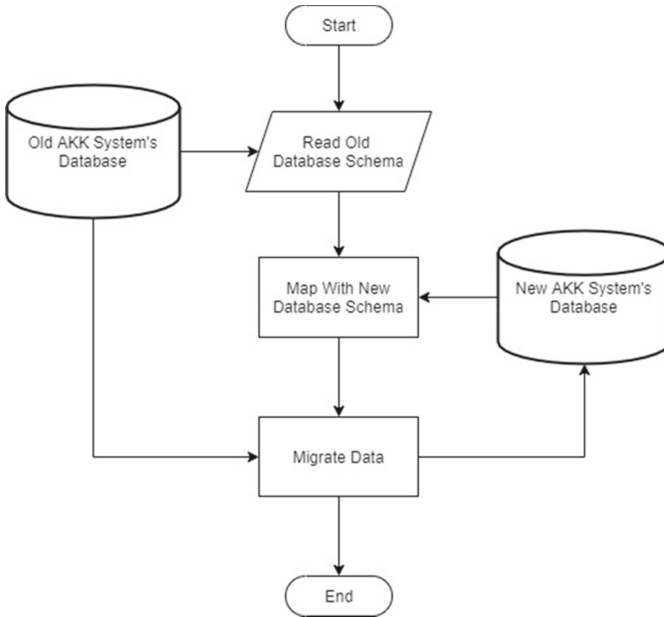 Start
Old AKK System's
Database
Read Old
Database Schema
Map With New
Database Schema
New AKK System's
Database
Migrate Data
End